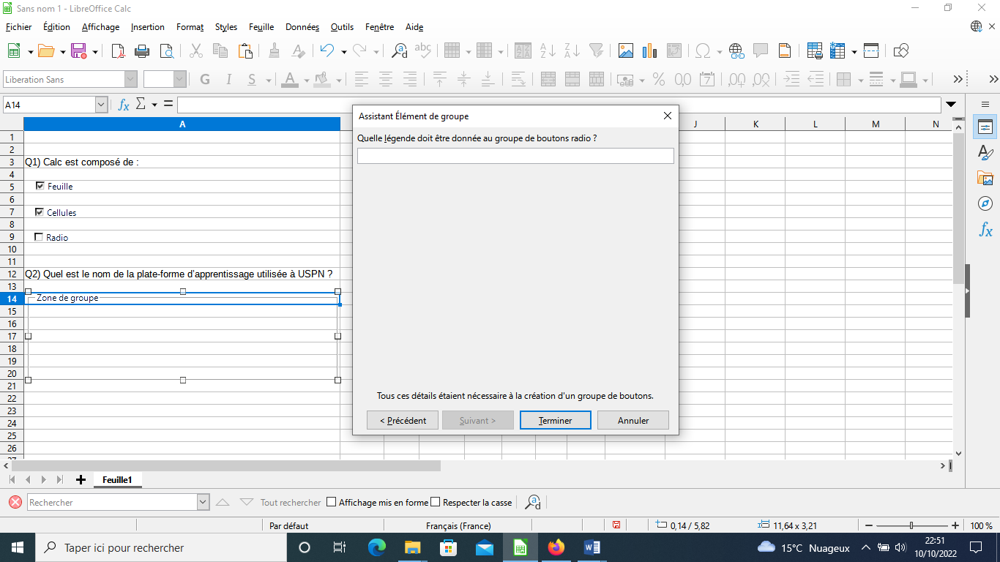 Sans nom 1 - LibreOffice Calc
Fichier Édition Affichage Insertion Format Styles Feuille Données Outils Fenêtre Aide
Liberation Sans
G I S A
A14
fx Σ =
A J K L M N
Assistant Élément de groupe
Quelle légende doit être donnée au groupe de boutons radio ?
1
2
3 Q1) Calc est composé de :
4
5 Feuille
6
7 Cellules
8
9 Radio
10
11
12 Q2) Quel est le nom de la plate-forme d'apprentissage utilisée à USPN ?
13
14 Zone de groupe
15
16
17
18
19
20
21
22
23
24
25
26
27
Tous ces détails étaient nécessaire à la création d'un groupe de boutons.
< Précédent Suivant > Terminer Annuler
Feuille1
Rechercher Tout rechercher Affichage mis en forme Respecter la casse
Par défaut Français (France) 0,14 / 5,82 11,64 x 3,21 100 %
Taper ici pour rechercher 15°C Nuageux 22:51
10/10/2022